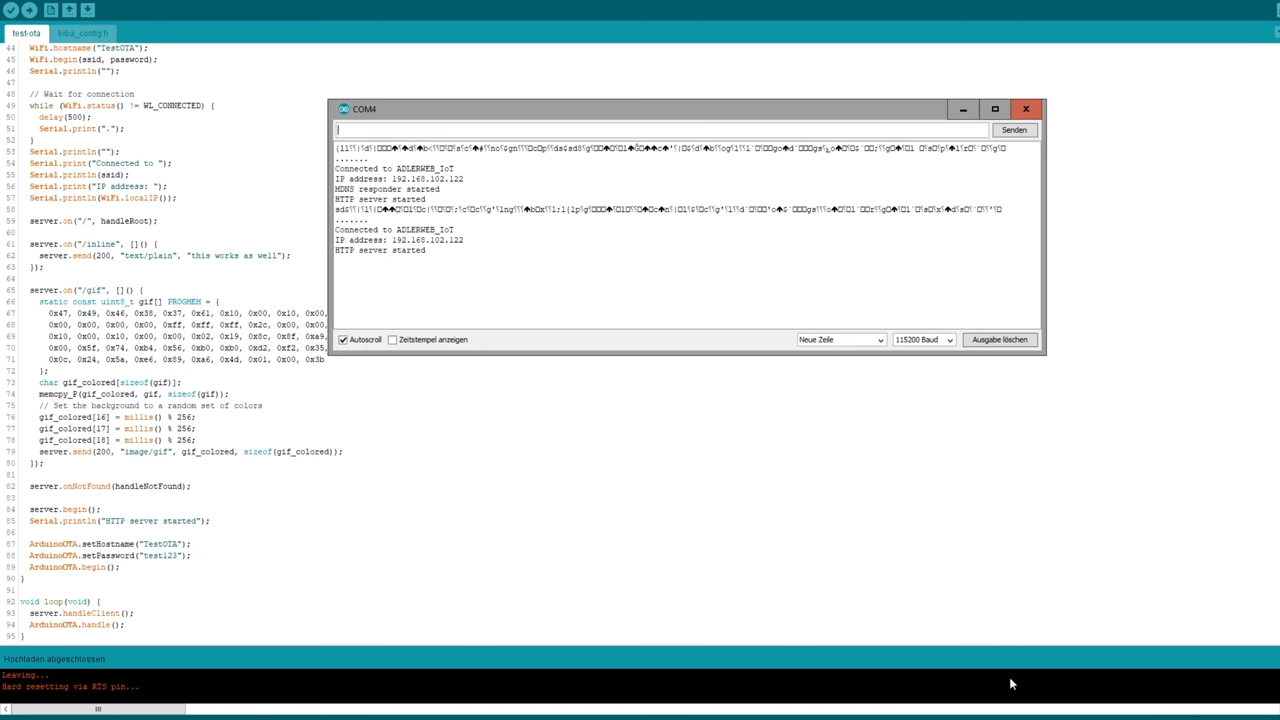 test-ota
biba_config.h
44 WiFi.hostname("TestOTA");
45 WiFi.begin(ssid, password);
46 Serial.println("");
47
48 // Wait for connection
49 while (WiFi.status() != WL_CONNECTED) {
50 delay(500);
51 Serial.print(".");
52 }
53 Serial.println("");
54 Serial.print("Connected to ");
55 Serial.println(ssid);
56 Serial.print("IP address: ");
57 Serial.println(WiFi.localIP());
58
59 server.on("/", handleRoot);
60
61 server.on("/inline", []() {
62 server.send(200, "text/plain", "this works as well");
63 });
64
65 server.on("/gif", []() {
66 static const uint8_t gif[] PROGMEM = {
67 0x47, 0x49, 0x46, 0x38, 0x37, 0x61, 0x10, 0x00, 0x10, 0x00,
68 0x00, 0x00, 0x00, 0x00, 0xff, 0xff, 0xff, 0x2c, 0x00, 0x00,
69 0x10, 0x00, 0x10, 0x00, 0x00, 0x02, 0x19, 0x8c, 0x8f, 0xa9,
70 0x00, 0x5f, 0x74, 0xb4, 0x56, 0xb0, 0xb0, 0xd2, 0xf2, 0x35,
71 0x0c, 0x24, 0x5a, 0xe6, 0x89, 0xa6, 0x4d, 0x01, 0x00, 0x3b
72 };
73 char gif_colored[sizeof(gif)];
74 memcpy_P(gif_colored, gif, sizeof(gif));
75 // Set the background to a random set of colors
76 gif_colored[16] = millis() % 256;
77 gif_colored[17] = millis() % 256;
78 gif_colored[18] = millis() % 256;
79 server.send(200, "image/gif", gif_colored, sizeof(gif_colored));
80 });
81
82 server.onNotFound(handleNotFound);
83
84 server.begin();
85 Serial.println("HTTP server started");
86
87 ArduinoOTA.setHostname("TestOTA");
88 ArduinoOTA.setPassword("test123");
89 ArduinoOTA.begin();
90 }
91
92 void loop(void) {
93 server.handleClient();
94 ArduinoOTA.handle();
95 }
COM4
Senden
.......
Connected to ADLERWEB_IoT
IP address: 192.168.102.122
MDNS responder started
HTTP server started
.......
Connected to ADLERWEB_IoT
IP address: 192.168.102.122
HTTP server started
Autoscroll
Zeitstempel anzeigen
Neue Zeile
115200 Baud
Ausgabe löschen
Hochladen abgeschlossen.
Leaving...
Hard resetting via RTS pin...